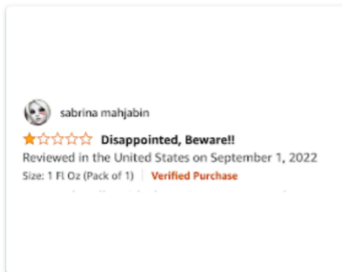 sabrina mahjabin
Disappointed, Beware!!
Reviewed in the United States on September 1, 2022
Size: 1 Fl Oz (Pack of 1) | Verified Purchase